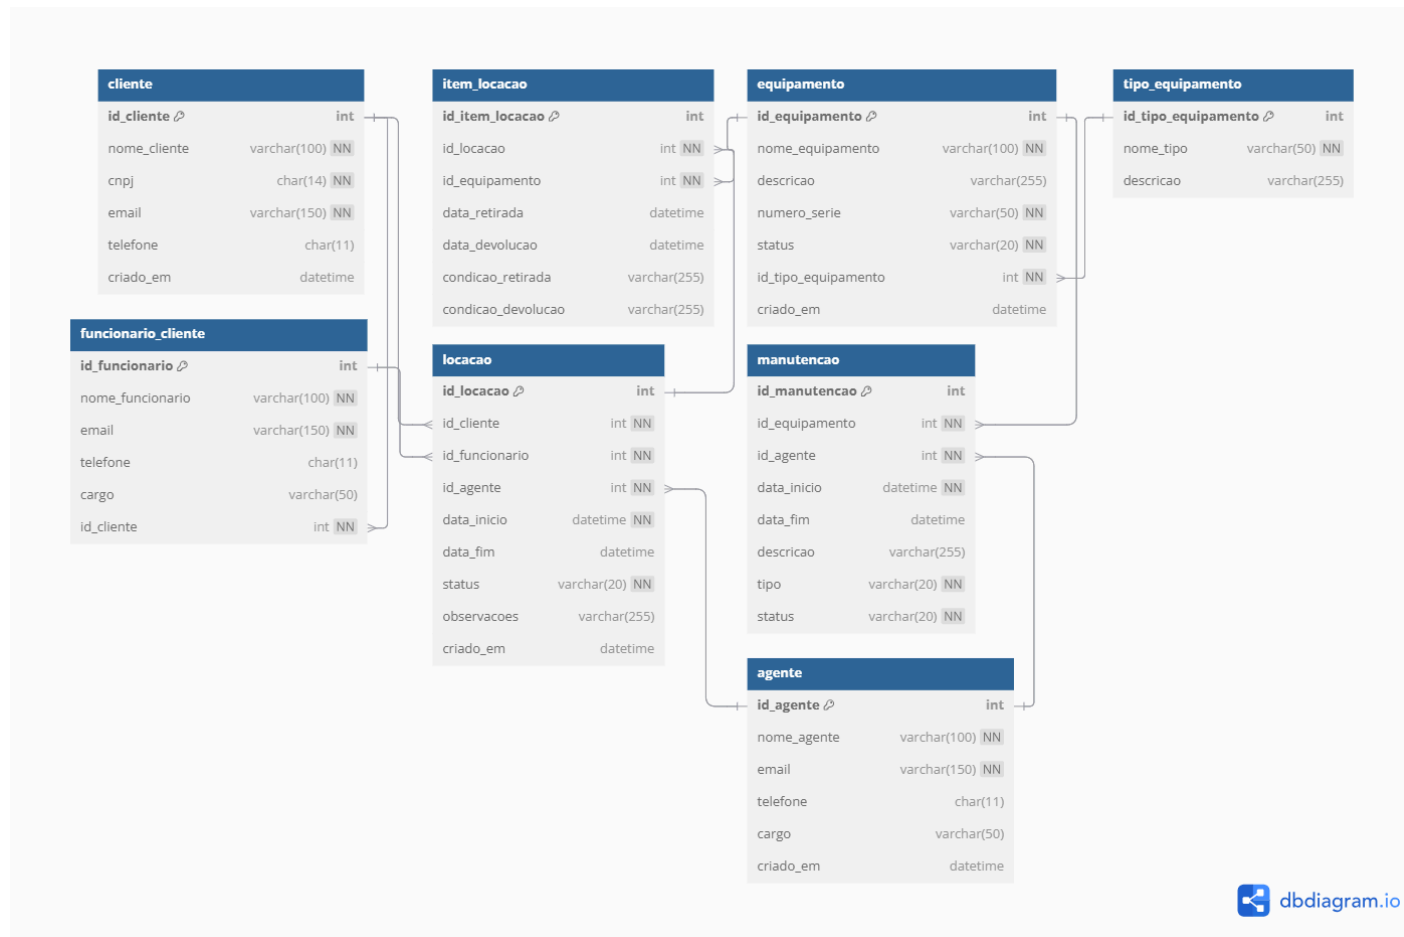 cliente
id_cliente int
nome_cliente varchar(100) NN
cnpj char(14) NN
email varchar(150) NN
telefone char(11)
criado_em datetime
funcionario_cliente
id_funcionario int
nome_funcionario varchar(100) NN
email varchar(150) NN
telefone char(11)
cargo varchar(50)
id_cliente int NN
item_locacao
id_item_locacao int
id_locacao int NN
id_equipamento int NN
data_retirada datetime
data_devolucao datetime
condicao_retirada varchar(255)
condicao_devolucao varchar(255)
locacao
id_locacao int
id_cliente int NN
id_funcionario int NN
id_agente int NN
data_inicio datetime NN
data_fim datetime
status varchar(20) NN
observacoes varchar(255)
criado_em datetime
equipamento
id_equipamento int
nome_equipamento varchar(100) NN
descricao varchar(255)
numero_serie varchar(50) NN
status varchar(20) NN
id_tipo_equipamento int NN
criado_em datetime
manutencao
id_manutencao int
id_equipamento int NN
id_agente int NN
data_inicio datetime NN
data_fim datetime
descricao varchar(255)
tipo varchar(20) NN
status varchar(20) NN
agente
id_agente int
nome_agente varchar(100) NN
email varchar(150) NN
telefone char(11)
cargo varchar(50)
criado_em datetime
tipo_equipamento
id_tipo_equipamento int
nome_tipo varchar(50) NN
descricao varchar(255)
dbdiagram.io